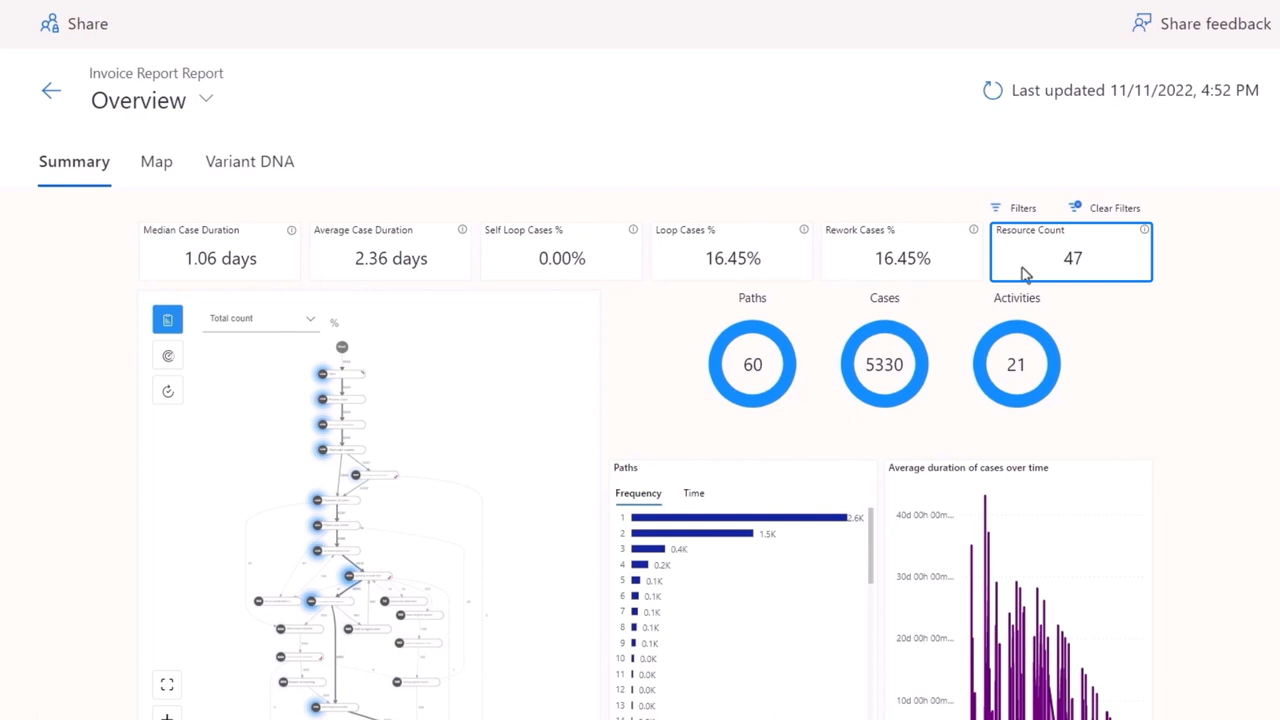 Share
Share feedback
Invoice Report Report
Overview
Last updated 11/11/2022, 4:52 PM
Summary
Map
Variant DNA
Filters
Clear Filters
Median Case Duration
1.06 days
Average Case Duration
2.36 days
Self Loop Cases %
0.00%
Loop Cases %
16.45%
Rework Cases %
16.45%
Resource Count
47
Total count
%
Paths
60
Cases
5330
Activities
21
Paths
Frequency
Time
1 2.6K
2 1.5K
3 0.4K
4 0.2K
5 0.1K
6 0.1K
7 0.1K
8 0.1K
9 0.1K
10 0.0K
11 0.0K
12 0.0K
13 0.0K
Average duration of cases over time
40d 00h 00m...
30d 00h 00m...
20d 00h 00m...
10d 00h 00m...